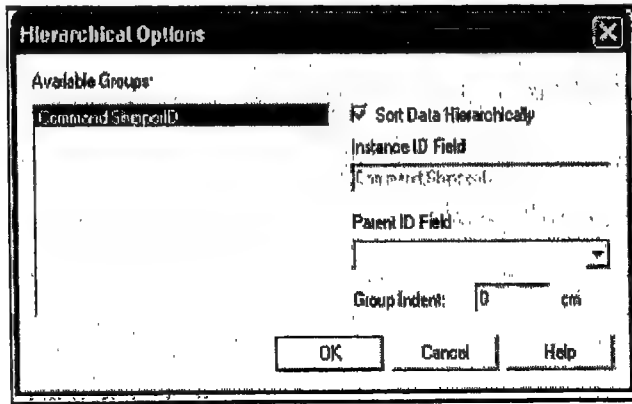 Hierarchical Options
Available Groups:
Command.ShipperID
Sort Data Hierarchically
Instance ID Field
Command.ShipperID
Parent ID Field
Group Indent: 0 cm
OK Cancel Help